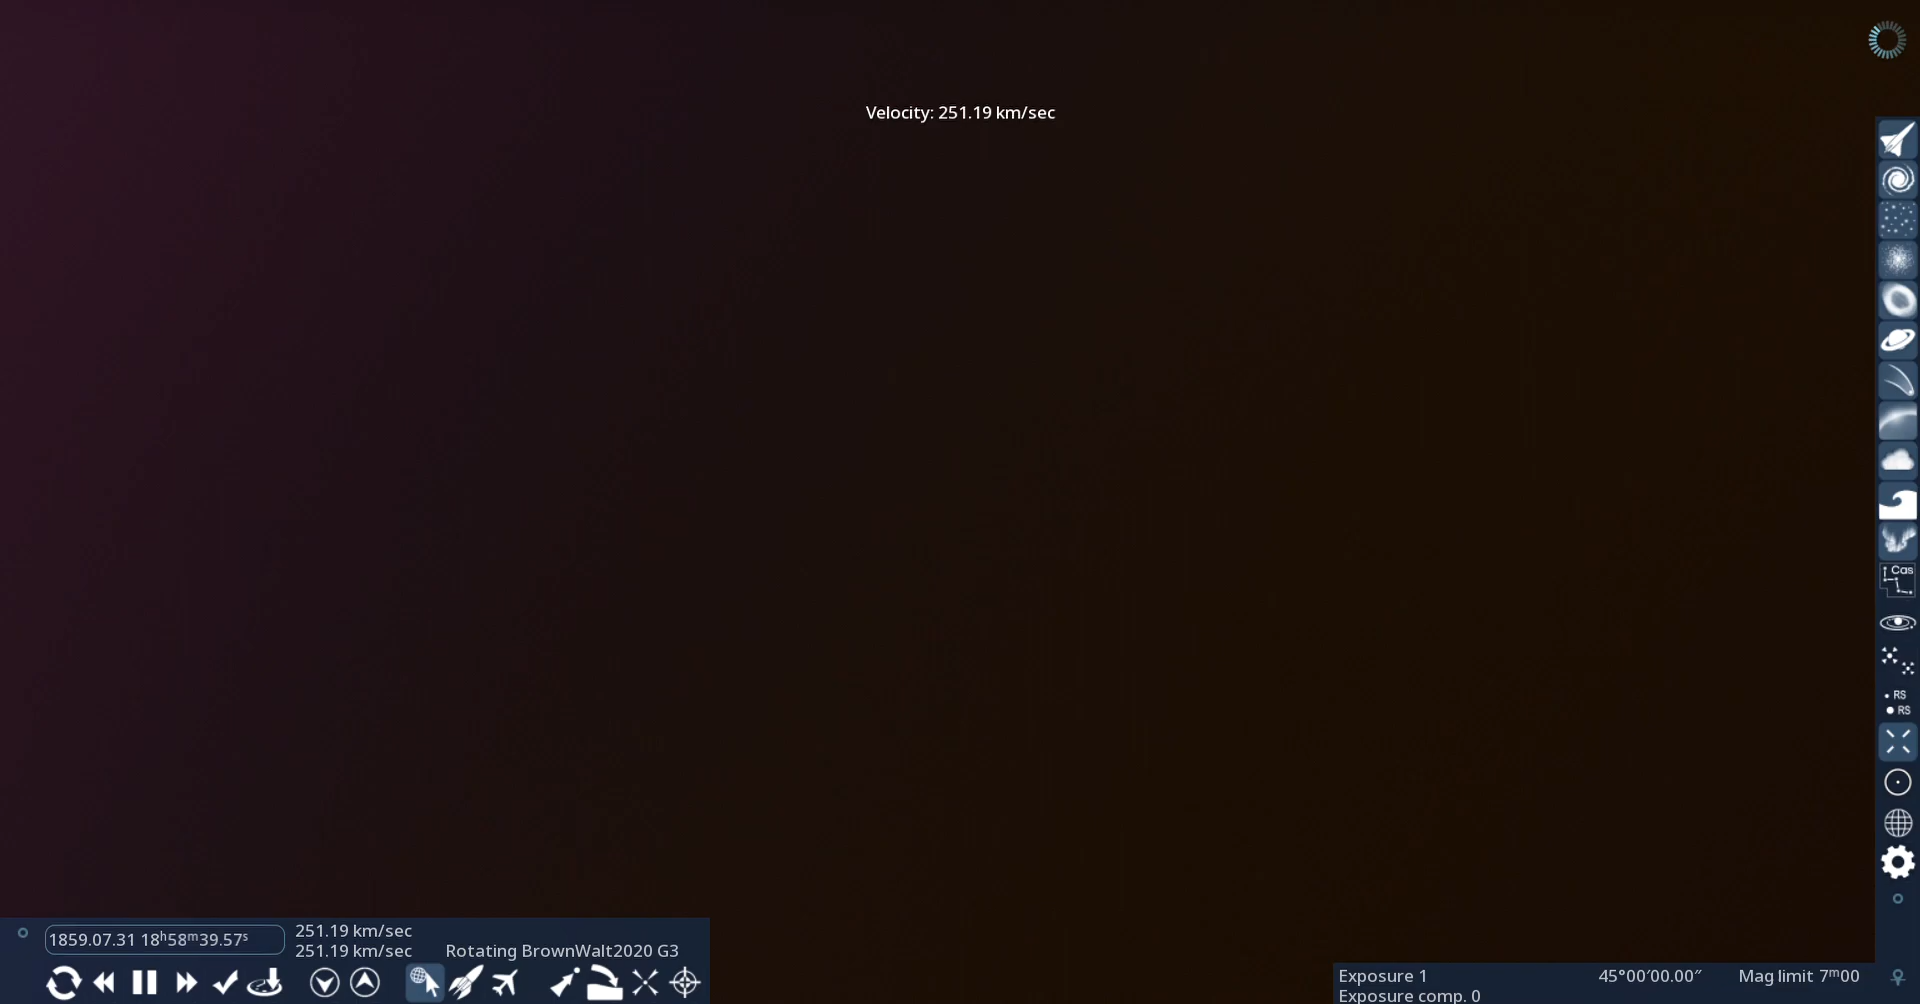 Velocity: 251.19 km/sec
Cas
RS
RS
1859.07.31 18ʰ58ᵐ39.57ˢ
251.19 km/sec
251.19 km/sec
Rotating BrownWalt2020 G3
Exposure 1
45°00′00.00″
Mag limit 7ᵐ00
Exposure comp. 0